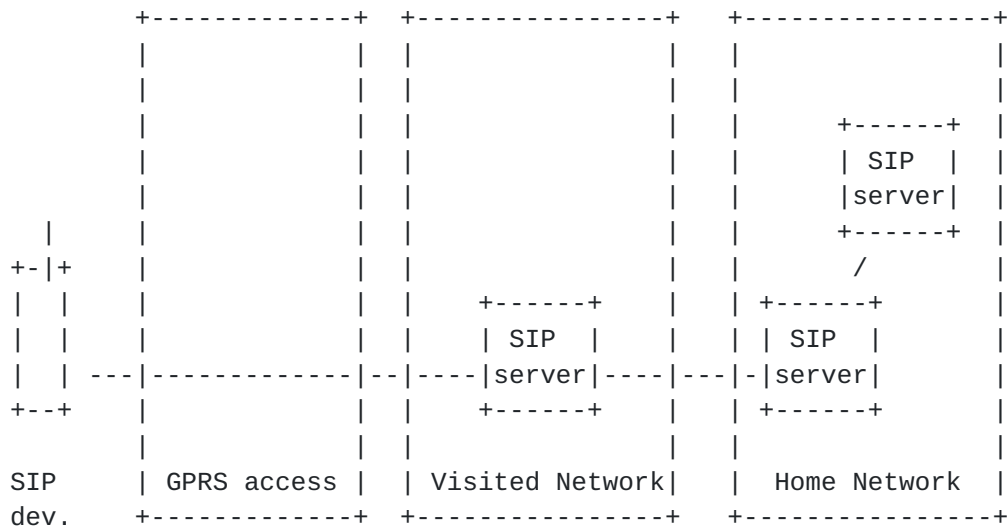 SIP
server
SIP
SIP
server
server
SIP
GPRS access
Visited Network
Home Network
dev.